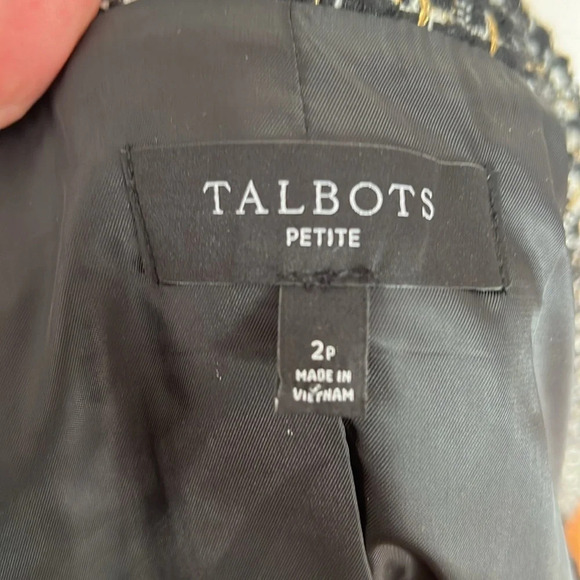 TALBOTS
PETITE
2P
MADE IN
VIETNAM